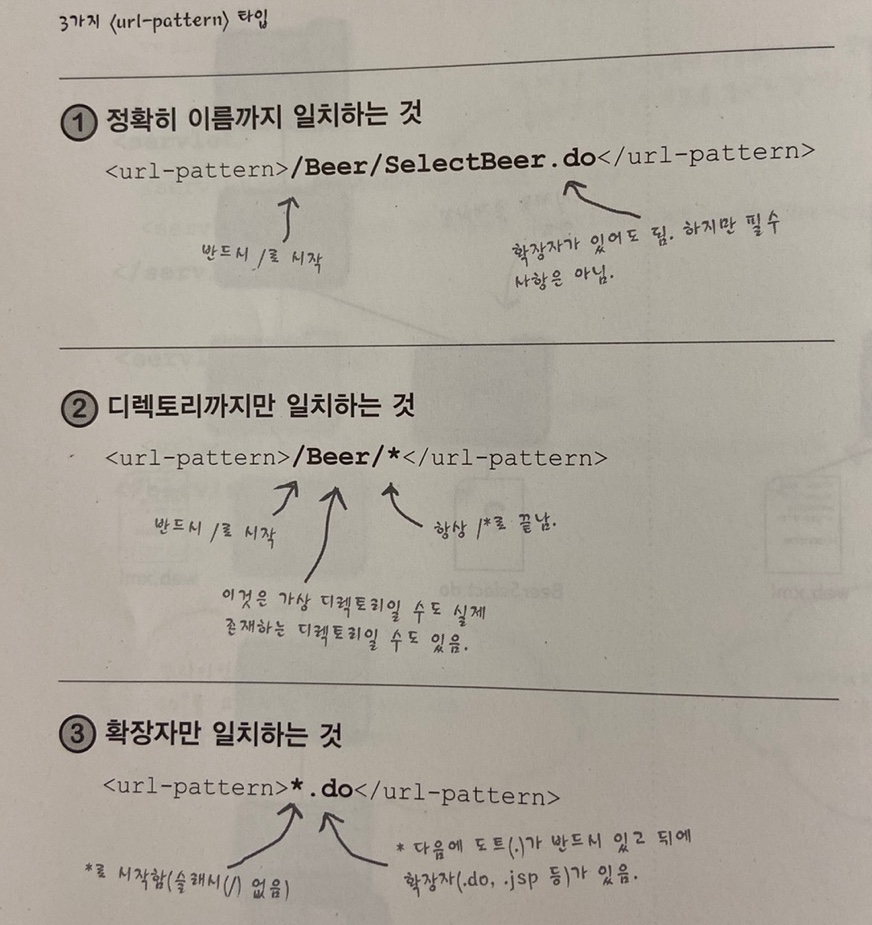 3가지 <url-pattern> 타입
① 정확히 이름까지 일치하는 것
<url-pattern>/Beer/SelectBeer.do</url-pattern>
반드시 /로 시작
확장자가 있어도 됨. 하지만 필수
사항은 아님.
② 디렉토리까지만 일치하는 것
<url-pattern>/Beer/*</url-pattern>
반드시 /로 시작
항상 /*로 끝남.
이것은 가상 디렉토리일 수도 실제
존재하는 디렉토리일 수도 있음.
③ 확장자만 일치하는 것
<url-pattern>*.do</url-pattern>
*로 시작함(슬래시(/) 없음)
* 다음에 도트(.)가 반드시 있고 뒤에
확장자(.do, .jsp 등)가 있음.